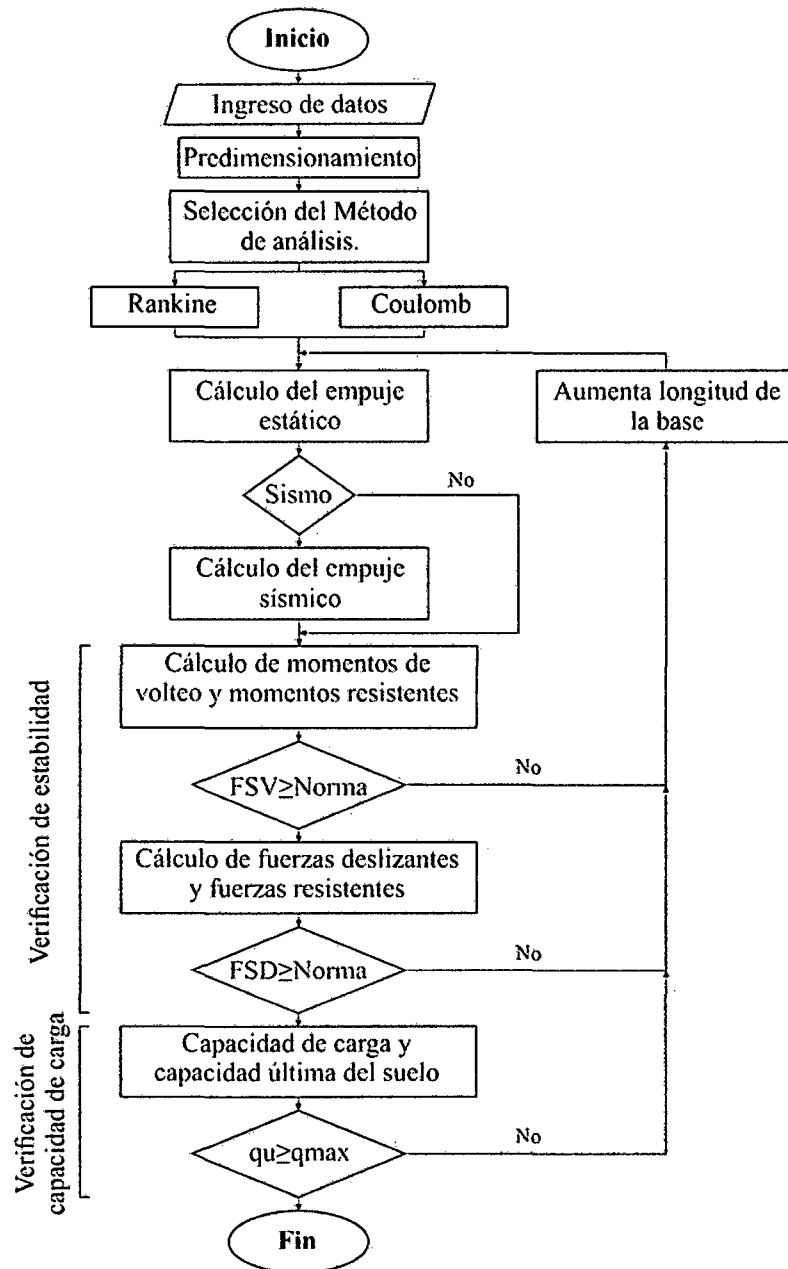 Inicio
Ingreso de datos
Predimensionamiento
Selección del Método
de análisis.
Rankine
Coulomb
Cálculo del empuje
estático
Aumenta longitud de
la base
Sismo
No
Cálculo del empuje
sísmico
Verificación de estabilidad
Cálculo de momentos de
volteo y momentos resistentes
FSV≥Norma
No
Cálculo de fuerzas deslizantes
y fuerzas resistentes
FSD≥Norma
No
Verificación de
capacidad de carga
Capacidad de carga y
capacidad última del suelo
qu≥qmax
No
Fin